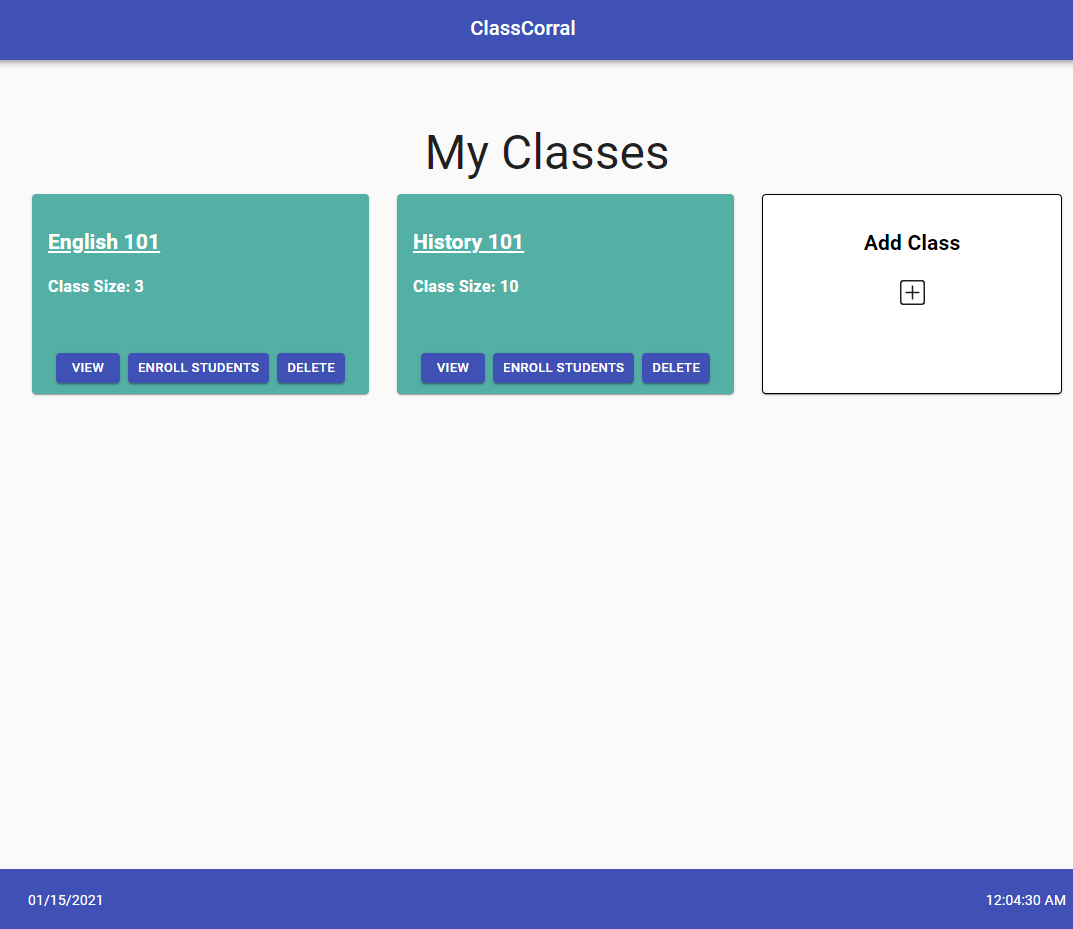 ClassCorral
My Classes
English 101
Class Size: 3
VIEW ENROLL STUDENTS DELETE
History 101
Class Size: 10
VIEW ENROLL STUDENTS DELETE
Add Class
01/15/2021
12:04:30 AM